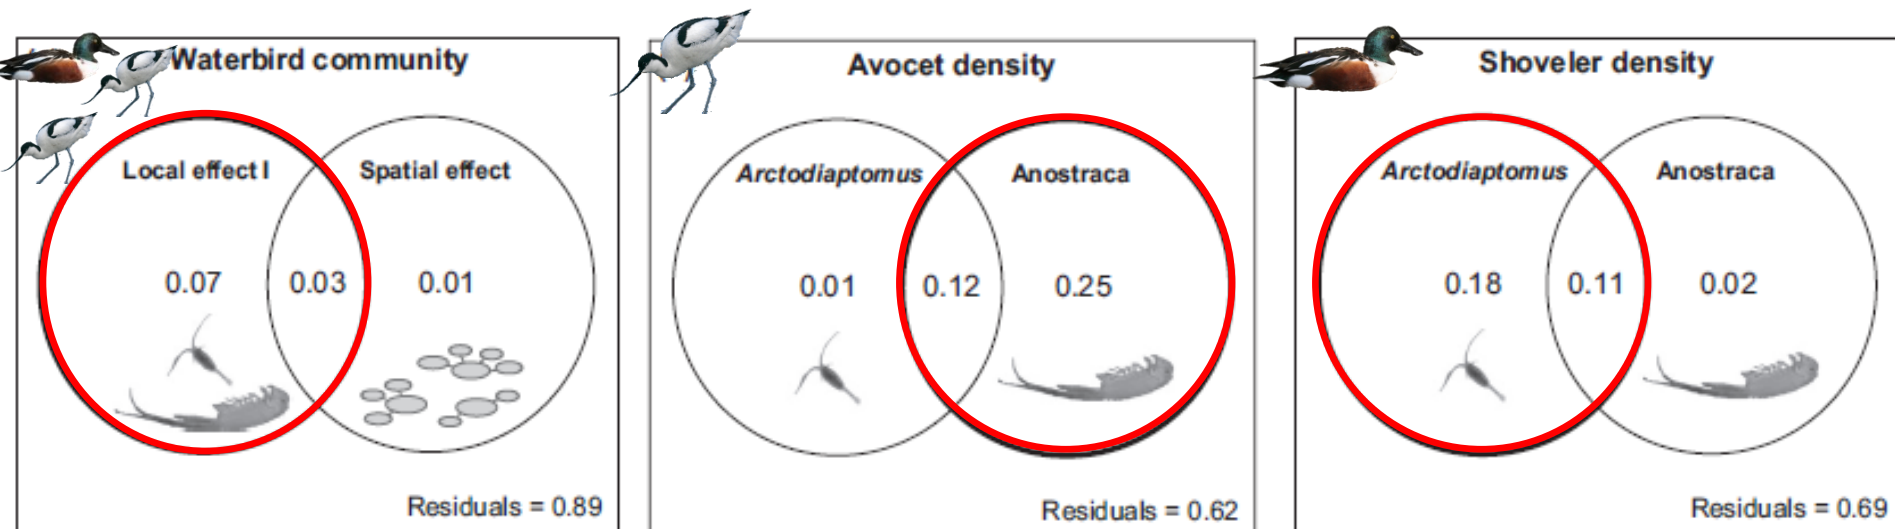 Waterbird community
Local effect I
Spatial effect
0.07
0.03
0.01
Residuals = 0.89
Avocet density
Arctodiaptomus
Anostraca
0.01
0.12
0.25
Residuals = 0.62
Shoveler density
Arctodiaptomus
Anostraca
0.18
0.11
0.02
Residuals = 0.69